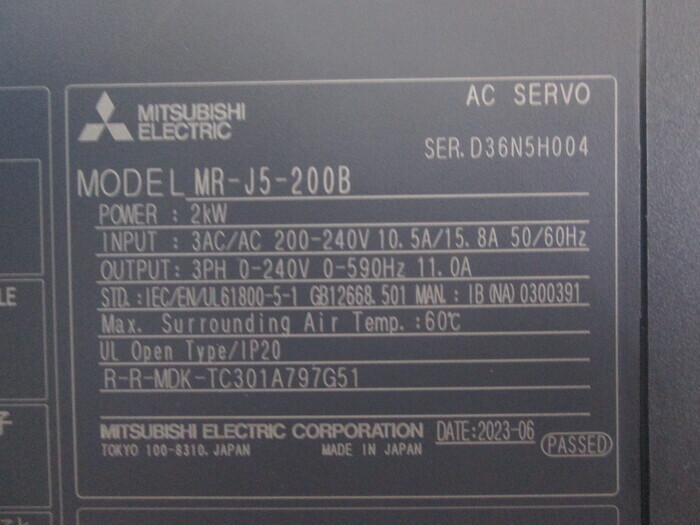 MITSUBISHI
ELECTRIC
AC SERVO
SER. D36N5H004
MODEL MR-J5-200B
POWER : 2kW
INPUT : 3AC/AC 200-240V 10.5A/15.8A 50/60Hz
OUTPUT: 3PH 0-240V 0-590Hz 11.0A
STD. : IEC/EN/UL61800-5-1 GB12668.501 MAN. : IB(NA)0300391
Max. Surrounding Air Temp. :60℃
UL Open Type/IP20
R-R-MDK-TC301A797G51
MITSUBISHI ELECTRIC CORPORATION DATE:2023-06
TOKYO 100-8310, JAPAN MADE IN JAPAN PASSED
LE
子